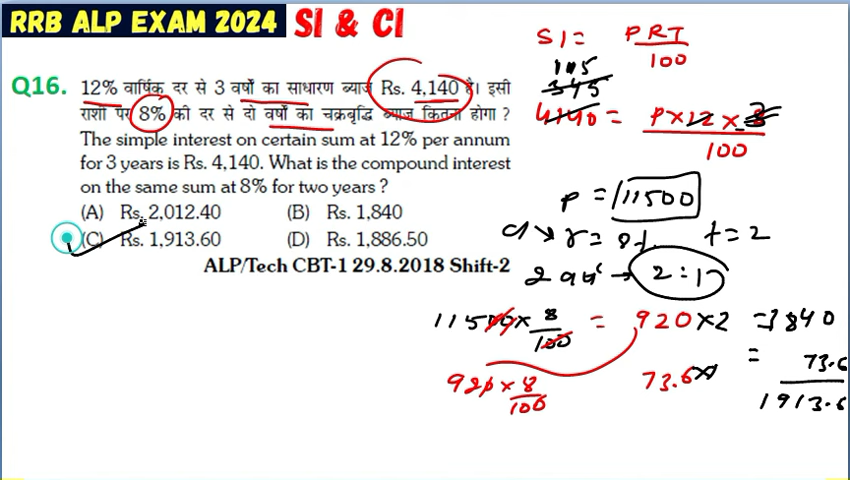 RRB ALP EXAM 2024 SI & CI
Q16. 12% वार्षिक दर से 3 वर्षो का साधारण ब्याज Rs. 4,140 है। इसी
राशी पर 8% की दर से दो वर्षो का चक्रवृद्धि ब्याज कितना होगा ?
The simple interest on certain sum at 12% per annum
for 3 years is Rs. 4,140. What is the compound interest
on the same sum at 8% for two years ?
(A) Rs. 2,012.40 (B) Rs. 1,840
(C) Rs. 1,913.60 (D) Rs. 1,886.50
ALP/Tech CBT-1 29.8.2018 Shift-2
SI = PRT
100
345
4140 = P×12×3
100
P = 11500
r = 8% t = 2
2 : 1
11500 × 8/100 = 920×2 = 1840
920 × 8/100 73.6×1 = 73.6
1913.6